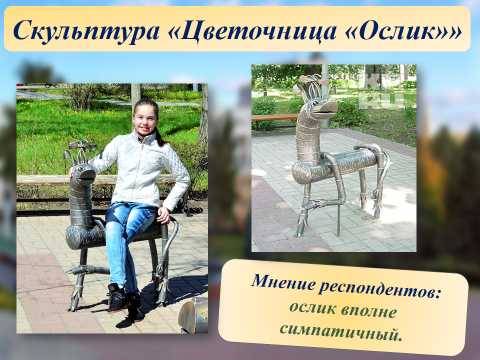 Скульптура «Цветочница «Ослик»»
Мнение респондентов:
ослик вполне
симпатичный.